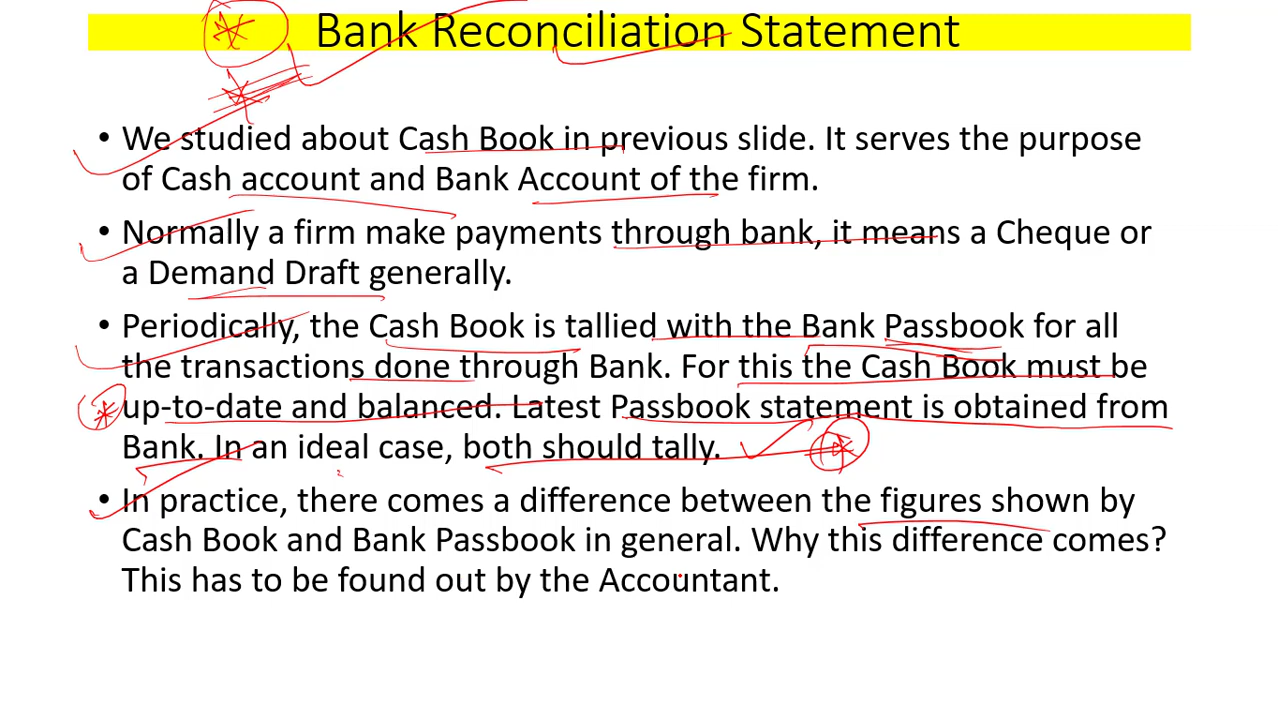 Bank Reconciliation Statement
• We studied about Cash Book in previous slide. It serves the purpose
of Cash account and Bank Account of the firm.
• Normally a firm make payments through bank, it means a Cheque or
a Demand Draft generally.
• Periodically, the Cash Book is tallied with the Bank Passbook for all
the transactions done through Bank. For this the Cash Book must be
up-to-date and balanced. Latest Passbook statement is obtained from
Bank. In an ideal case, both should tally.
• In practice, there comes a difference between the figures shown by
Cash Book and Bank Passbook in general. Why this difference comes?
This has to be found out by the Accountant.